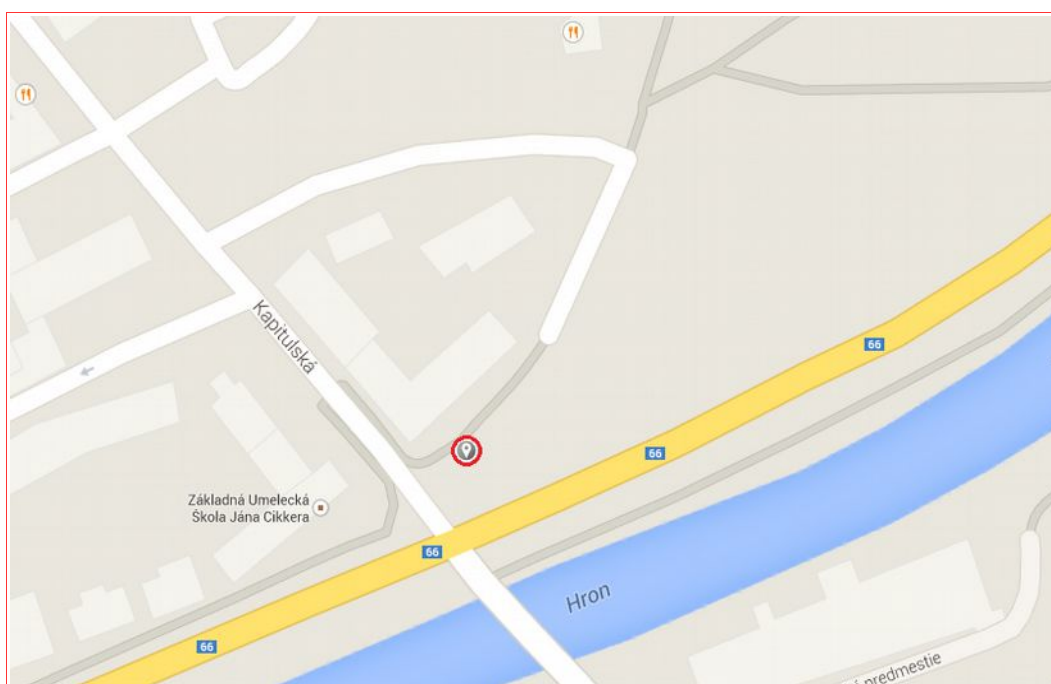 Kapitulská
66
66
Základná Umelecká
Škola Jána Cikkera
66
66
Hron
predmestie